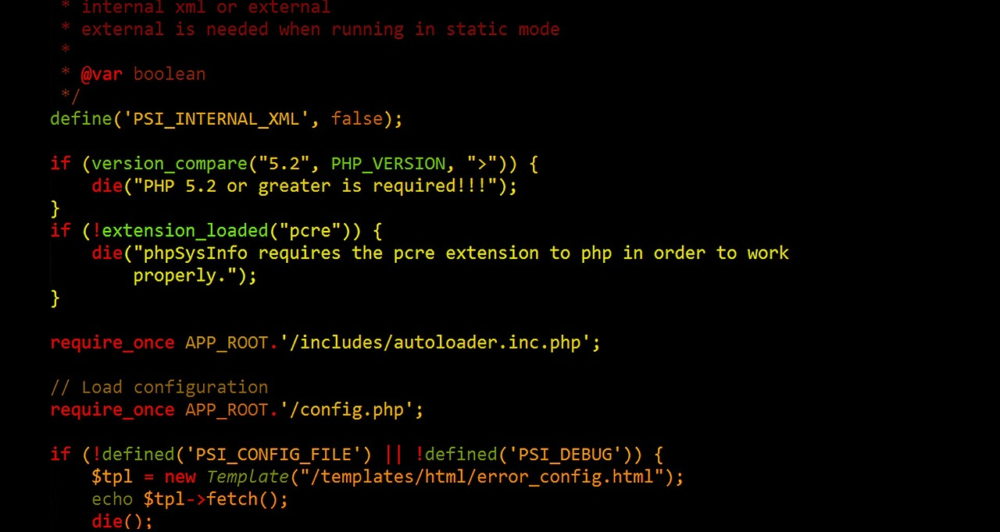 * internal xml or external
* external is needed when running in static mode
*
* @var boolean
*/
define('PSI_INTERNAL_XML', false);
if (version_compare("5.2", PHP_VERSION, ">")) {
die("PHP 5.2 or greater is required!!!");
}
if (!extension_loaded("pcre")) {
die("phpSysInfo requires the pcre extension to php in order to work
properly.");
}
require_once APP_ROOT.'/includes/autoloader.inc.php';
// Load configuration
require_once APP_ROOT.'/config.php';
if (!defined('PSI_CONFIG_FILE') || !defined('PSI_DEBUG')) {
$tpl = new Template("/templates/html/error_config.html");
echo $tpl->fetch();
die();